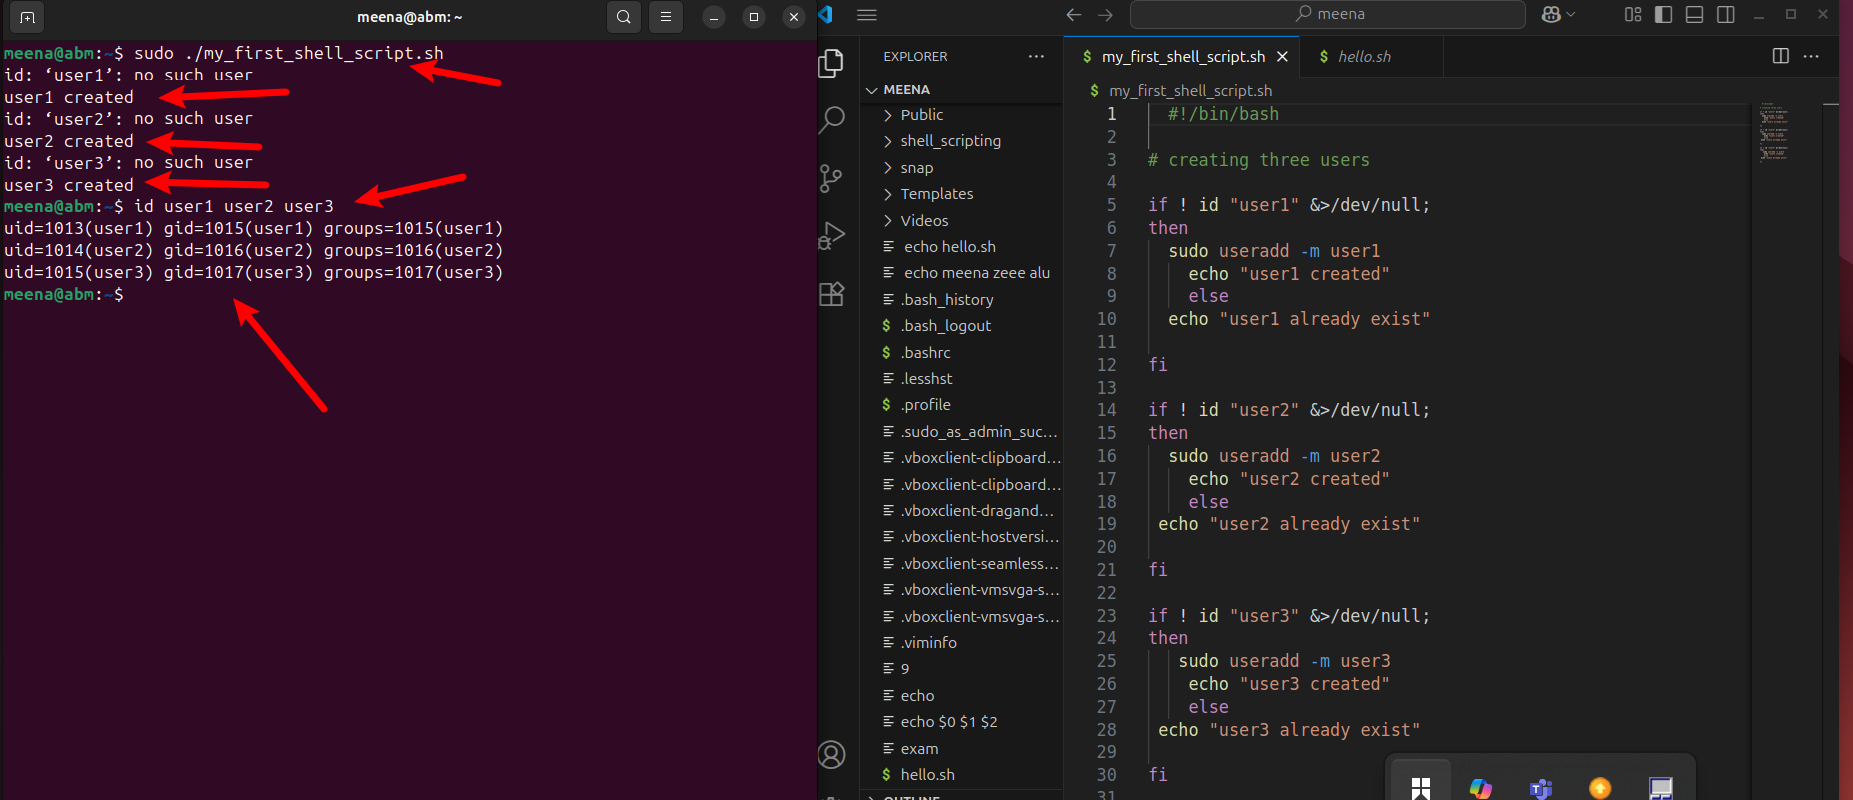 meena@abm: ~
meena@abm:~$ sudo ./my_first_shell_script.sh
id: ‘user1’: no such user
user1 created
id: ‘user2’: no such user
user2 created
id: ‘user3’: no such user
user3 created
meena@abm:~$ id user1 user2 user3
uid=1013(user1) gid=1015(user1) groups=1015(user1)
uid=1014(user2) gid=1016(user2) groups=1016(user2)
uid=1015(user3) gid=1017(user3) groups=1017(user3)
meena@abm:~$
meena
EXPLORER
MEENA
Public
shell_scripting
snap
Templates
Videos
echo hello.sh
echo meena zeee alu
.bash_history
$ .bash_logout
$ .bashrc
.lesshst
$ .profile
.sudo_as_admin_suc...
.vboxclient-clipboard...
.vboxclient-clipboard...
.vboxclient-dragand...
.vboxclient-hostversi...
.vboxclient-seamless...
.vboxclient-vmsvga-s...
.vboxclient-vmsvga-s...
.viminfo
9
echo
echo $0 $1 $2
exam
$ hello.sh
OUTLINE
$ my_first_shell_script.sh
$ hello.sh
$ my_first_shell_script.sh
1 #!/bin/bash
2
3 # creating three users
4
5 if ! id "user1" &>/dev/null;
6 then
7 sudo useradd -m user1
8 echo "user1 created"
9 else
10 echo "user1 already exist"
11
12 fi
13
14 if ! id "user2" &>/dev/null;
15 then
16 sudo useradd -m user2
17 echo "user2 created"
18 else
19 echo "user2 already exist"
20
21 fi
22
23 if ! id "user3" &>/dev/null;
24 then
25 sudo useradd -m user3
26 echo "user3 created"
27 else
28 echo "user3 already exist"
29
30 fi
31